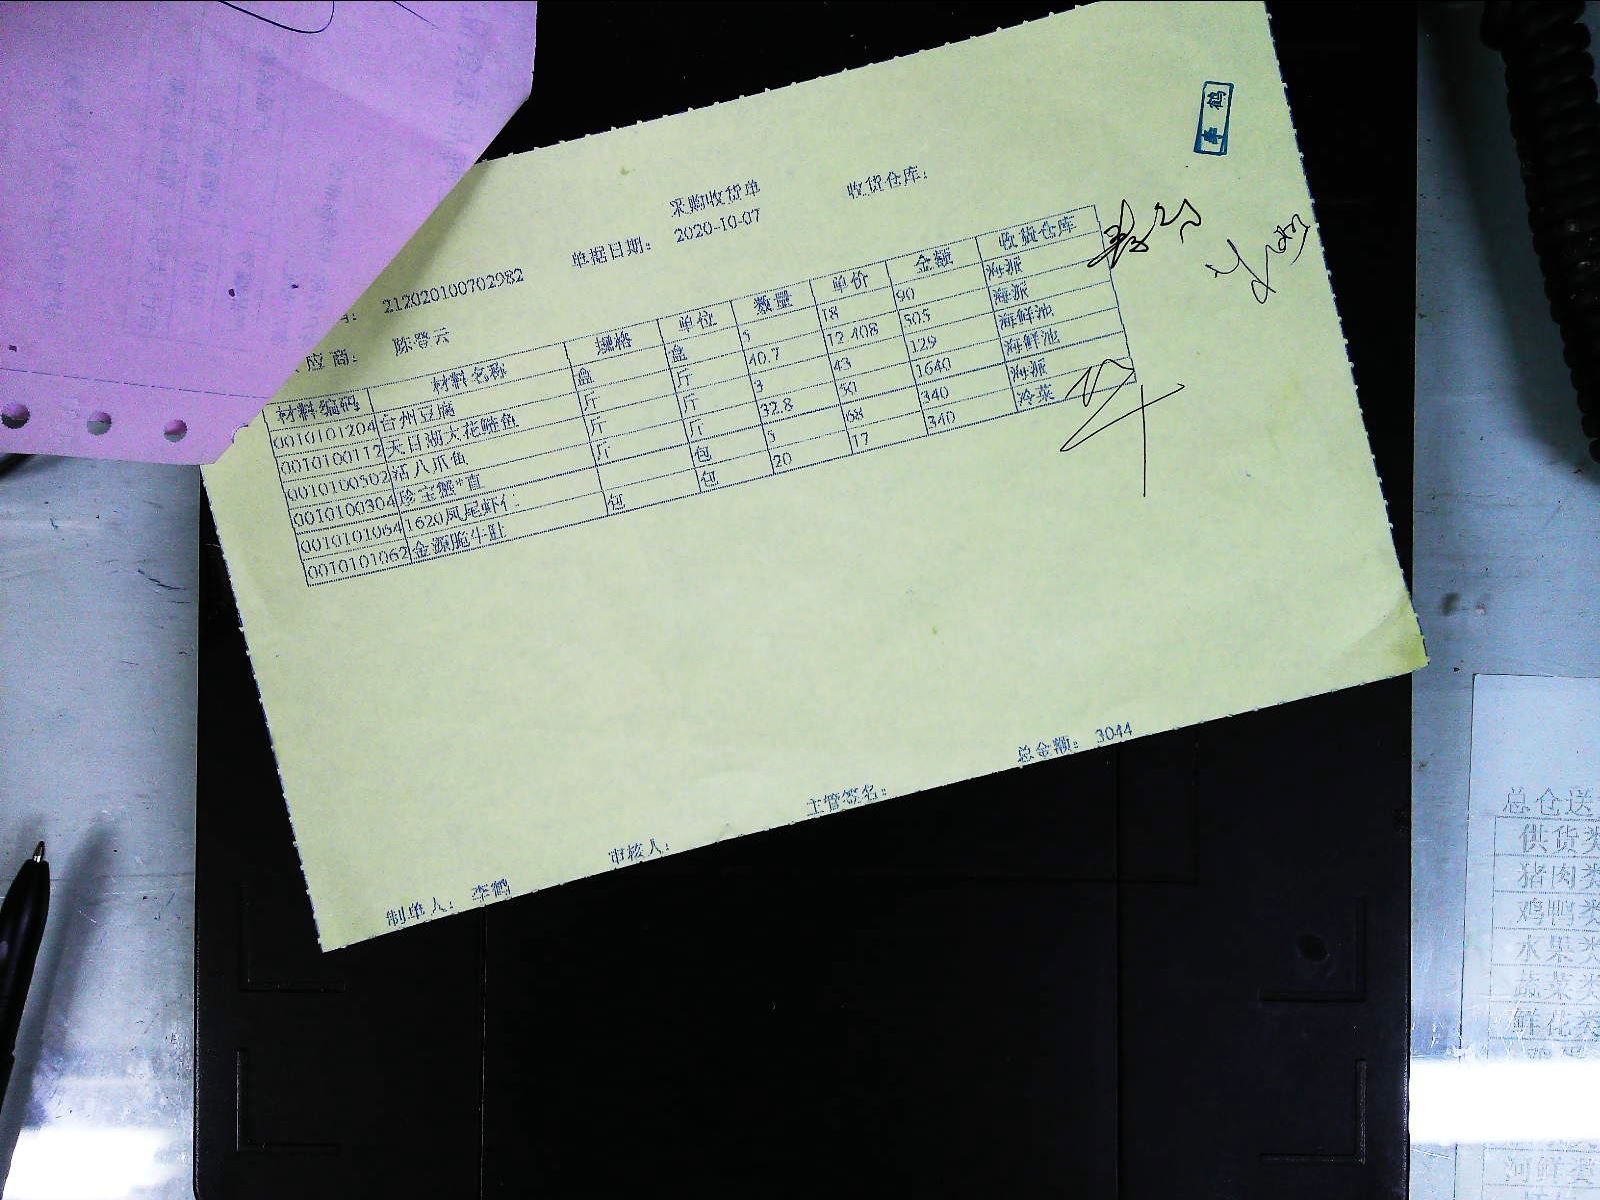 采购收货单
收货仓库：
单据日期： 2020-10-07
212020100702982
应商： 陈登云
材料编码 材料名称 规格 单位 数量 单价 金额 收货仓库
0010101204 台州豆腐 盘 盘 5 18 90 海派
0010100112 天目湖大花鲢鱼 斤 斤 40.7 12.408 505 海派
0010100502 活八爪鱼 斤 斤 3 43 129 海鲜池
0010100304 珍宝蟹*直 斤 斤 32.8 50 1640 海鲜池
0010101064 1620凤尾虾仁 包 5 68 340 海派
0010101062 金源脆牛肚 包 包 20 17 340 冷菜
总金额： 3044
主管签名：
审核人：
制单人： 李鹤
总仓送
供货类
猪肉类
鸡鸭类
水果类
蔬菜类
鲜花类
河鲜类